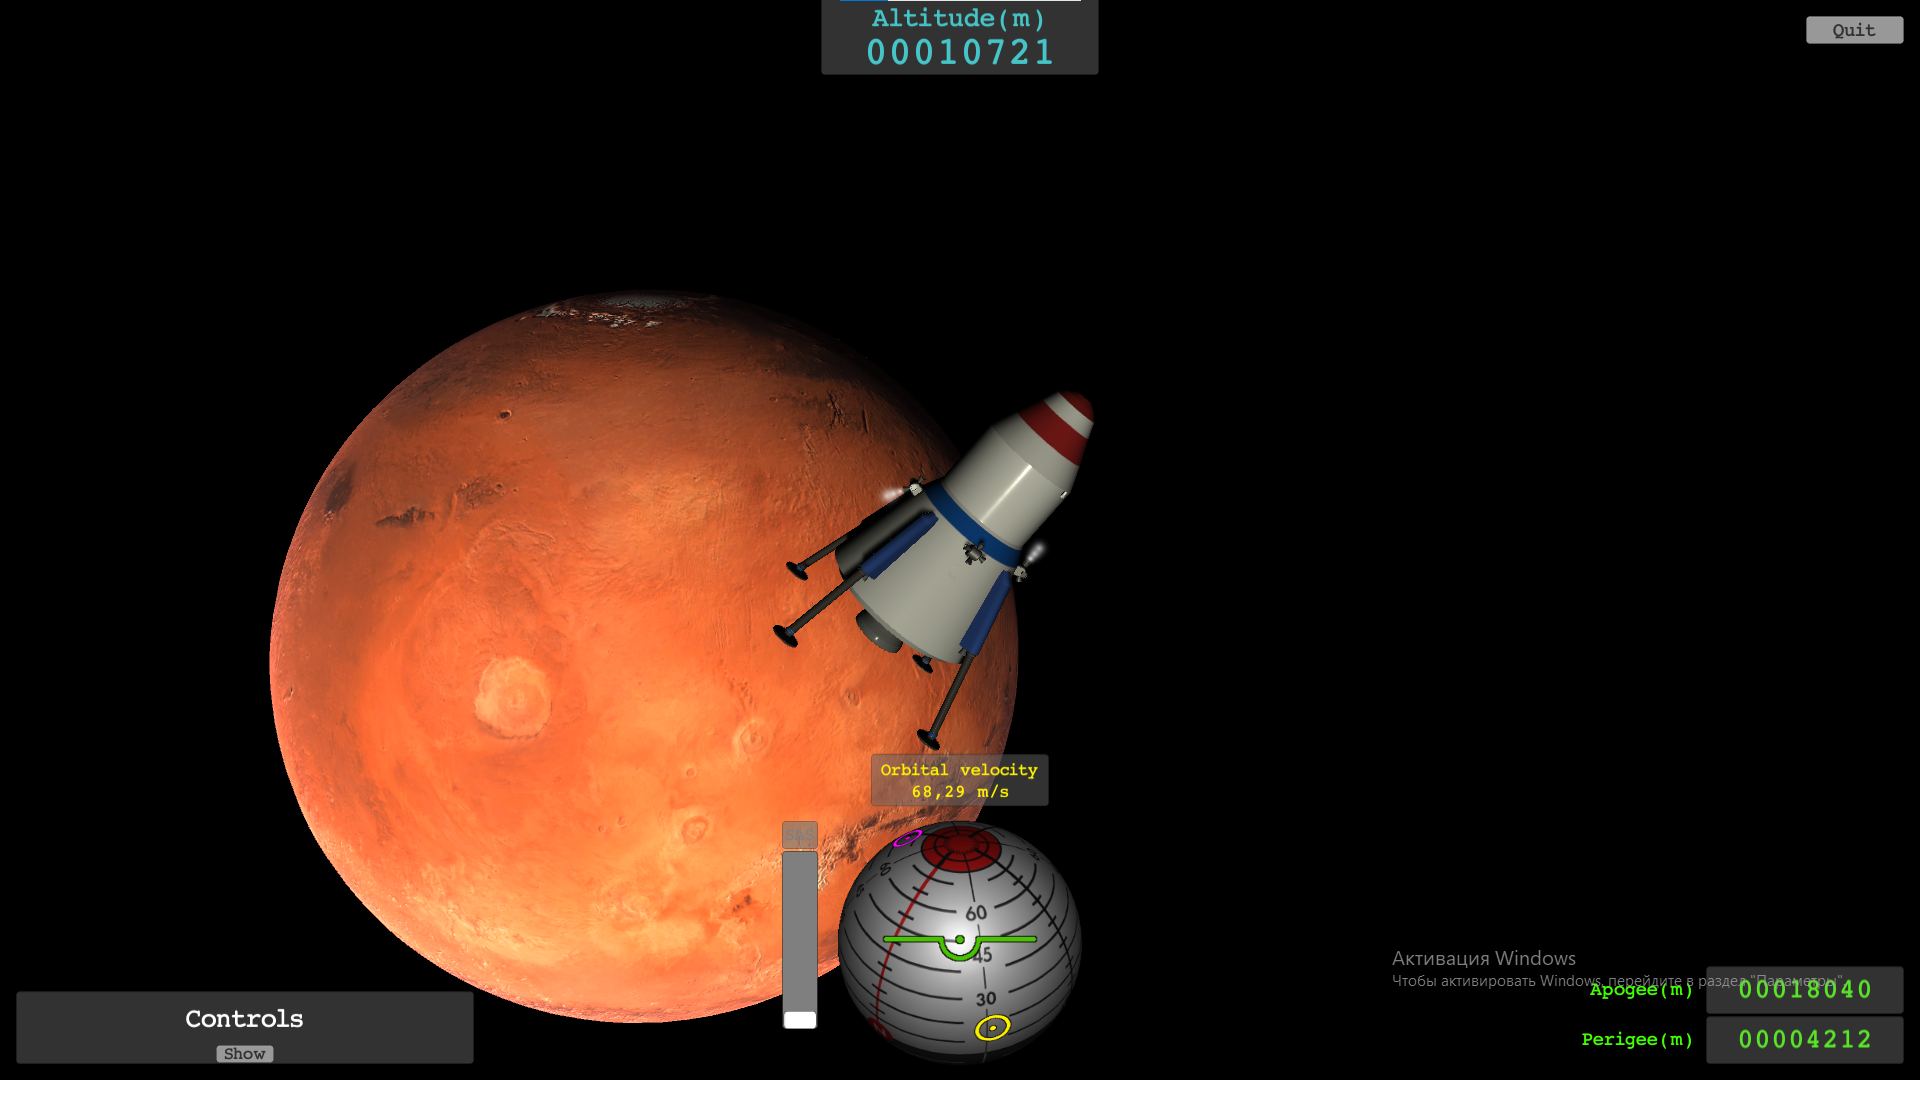 Altitude(m)
00010721
Quit
Orbital velocity
68,29 m/s
SAS
60
45
30
Controls
Show
Активация Windows
Чтобы активировать Windows, перейдите в раздел "Параметры".
Apogee(m)
00018040
Perigee(m)
00004212